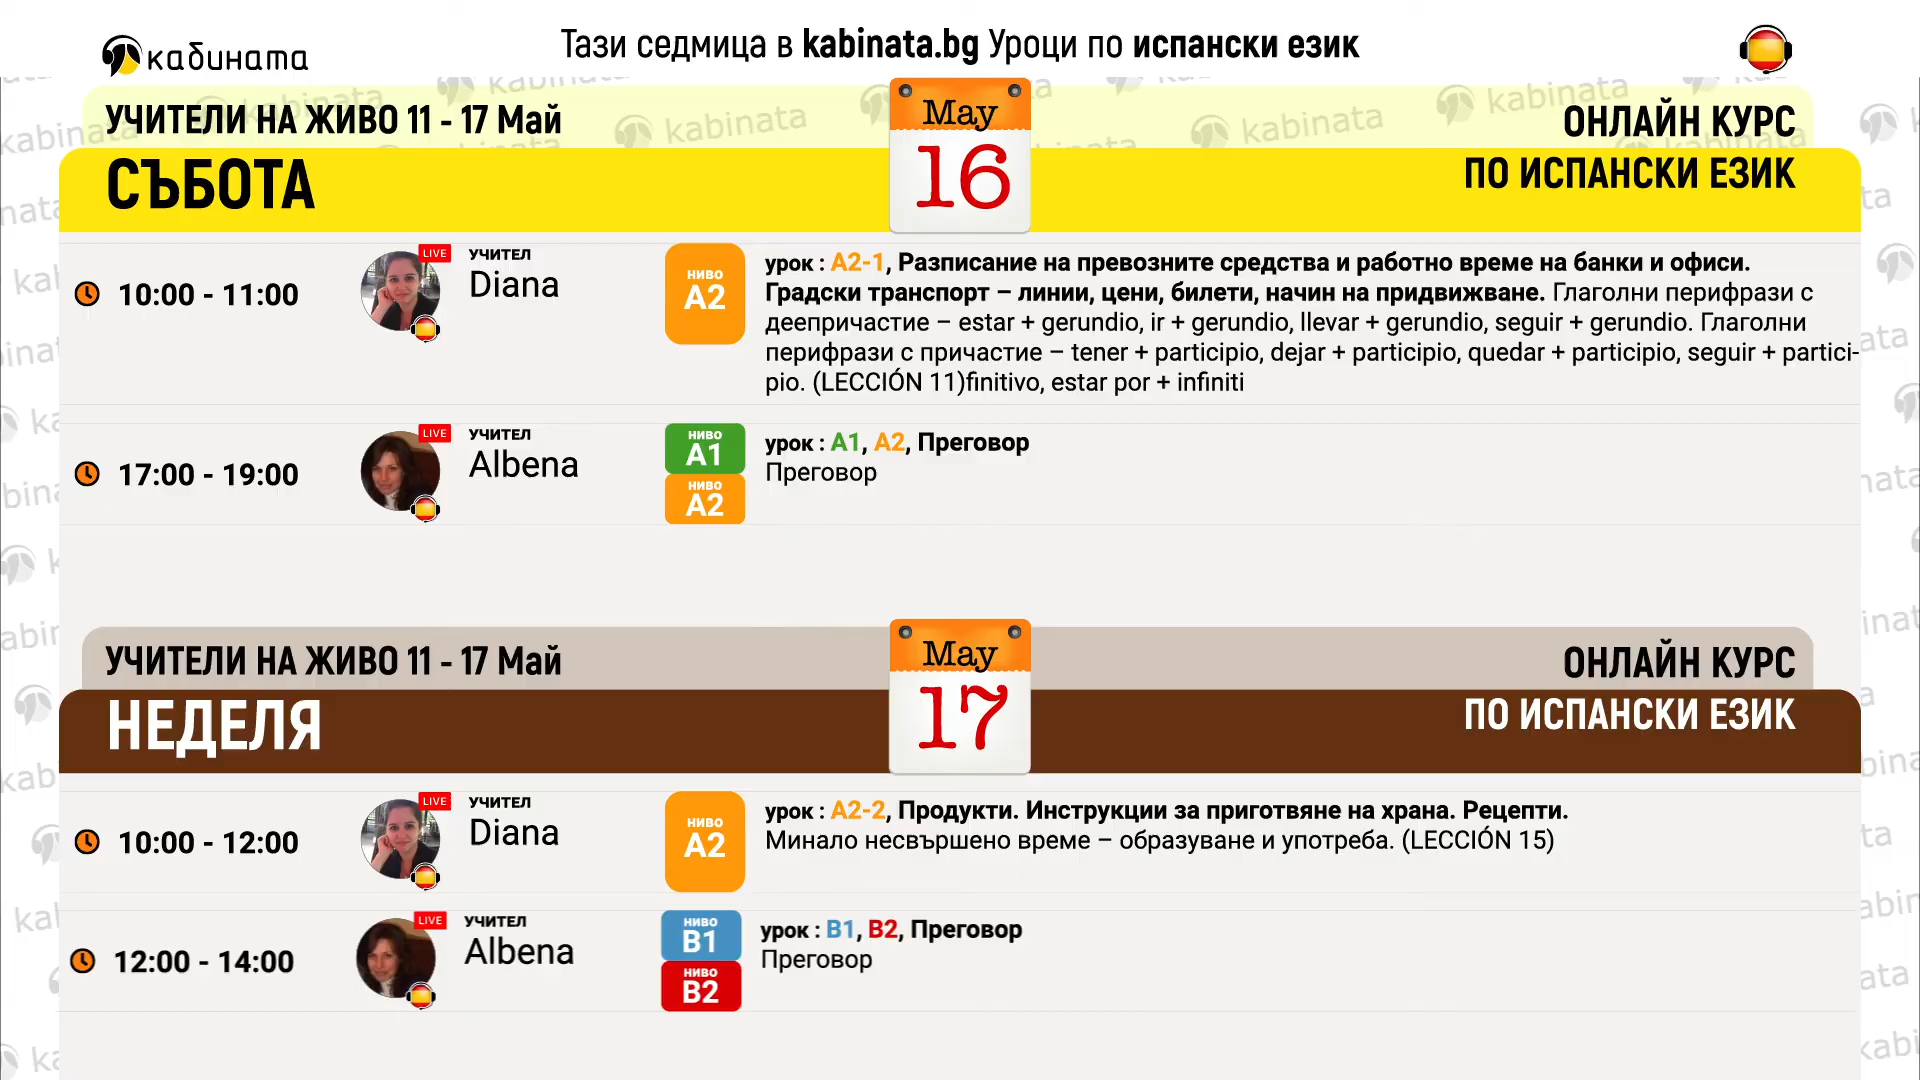 кабината
Тази седмица в kabinata.bg Уроци по испански език
УЧИТЕЛИ НА ЖИВО 11 - 17 Май
May
16
ОНЛАЙН КУРС
СЪБОТА
ПО ИСПАНСКИ ЕЗИК
10:00 - 11:00
LIVE
УЧИТЕЛ
Diana
НИВО
A2
урок : A2-1, Разписание на превозните средства и работно време на банки и офиси.
Градски транспорт – линии, цени, билети, начин на придвижване. Глаголни перифрази с
деепричастие – estar + gerundio, ir + gerundio, llevar + gerundio, seguir + gerundio. Глаголни
перифрази с причастие – tener + participio, dejar + participio, quedar + participio, seguir + partici-
pio. (LECCIÓN 11)finitivo, estar por + infiniti
17:00 - 19:00
LIVE
УЧИТЕЛ
Albena
НИВО
A1
НИВО
A2
урок : A1, A2, Преговор
Преговор
УЧИТЕЛИ НА ЖИВО 11 - 17 Май
May
17
ОНЛАЙН КУРС
НЕДЕЛЯ
ПО ИСПАНСКИ ЕЗИК
10:00 - 12:00
LIVE
УЧИТЕЛ
Diana
НИВО
A2
урок : A2-2, Продукти. Инструкции за приготвяне на храна. Рецепти.
Минало несвършено време – образуване и употреба. (LECCIÓN 15)
12:00 - 14:00
LIVE
УЧИТЕЛ
Albena
НИВО
B1
НИВО
B2
урок : B1, B2, Преговор
Преговор